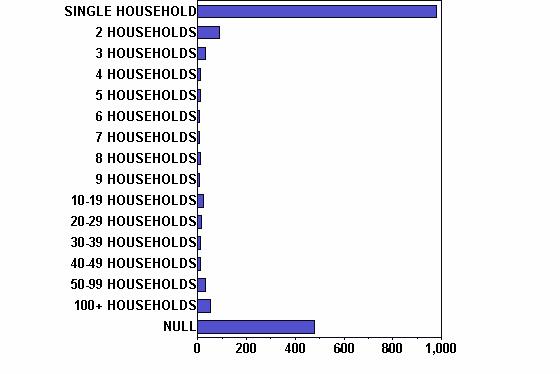 SINGLE HOUSEHOLD
2 HOUSEHOLDS
3 HOUSEHOLDS
4 HOUSEHOLDS
5 HOUSEHOLDS
6 HOUSEHOLDS
7 HOUSEHOLDS
8 HOUSEHOLDS
9 HOUSEHOLDS
10-19 HOUSEHOLDS
20-29 HOUSEHOLDS
30-39 HOUSEHOLDS
40-49 HOUSEHOLDS
50-99 HOUSEHOLDS
100+ HOUSEHOLDS
NULL
0 200 400 600 800 1,000